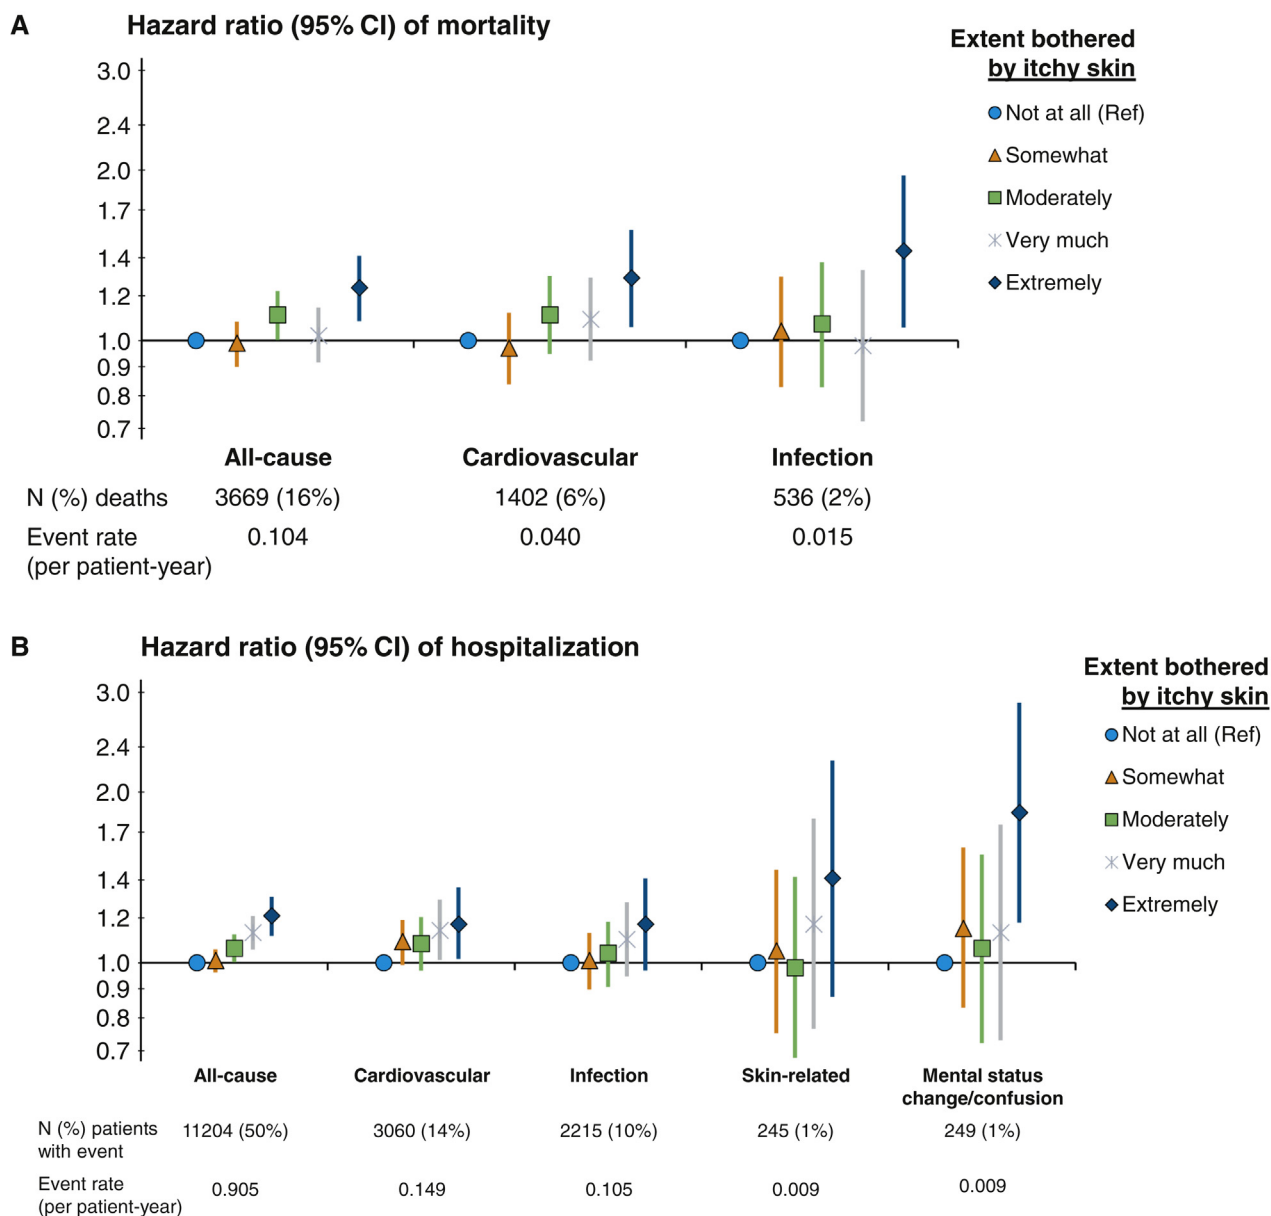 A
Hazard ratio (95% CI) of mortality
Extent bothered
by itchy skin
Not at all (Ref)
Somewhat
Moderately
Very much
Extremely
3.0
2.4
2.0
1.7
1.4
1.2
1.0
0.9
0.8
0.7
All-cause Cardiovascular Infection
N (%) deaths 3669 (16%) 1402 (6%) 536 (2%)
Event rate 0.104 0.040 0.015
(per patient-year)
B
Hazard ratio (95% CI) of hospitalization
Extent bothered
by itchy skin
Not at all (Ref)
Somewhat
Moderately
Very much
Extremely
3.0
2.4
2.0
1.7
1.4
1.2
1.0
0.9
0.8
0.7
All-cause Cardiovascular Infection Skin-related Mental status
change/confusion
N (%) patients 11204 (50%) 3060 (14%) 2215 (10%) 245 (1%) 249 (1%)
with event
Event rate 0.905 0.149 0.105 0.009 0.009
(per patient-year)